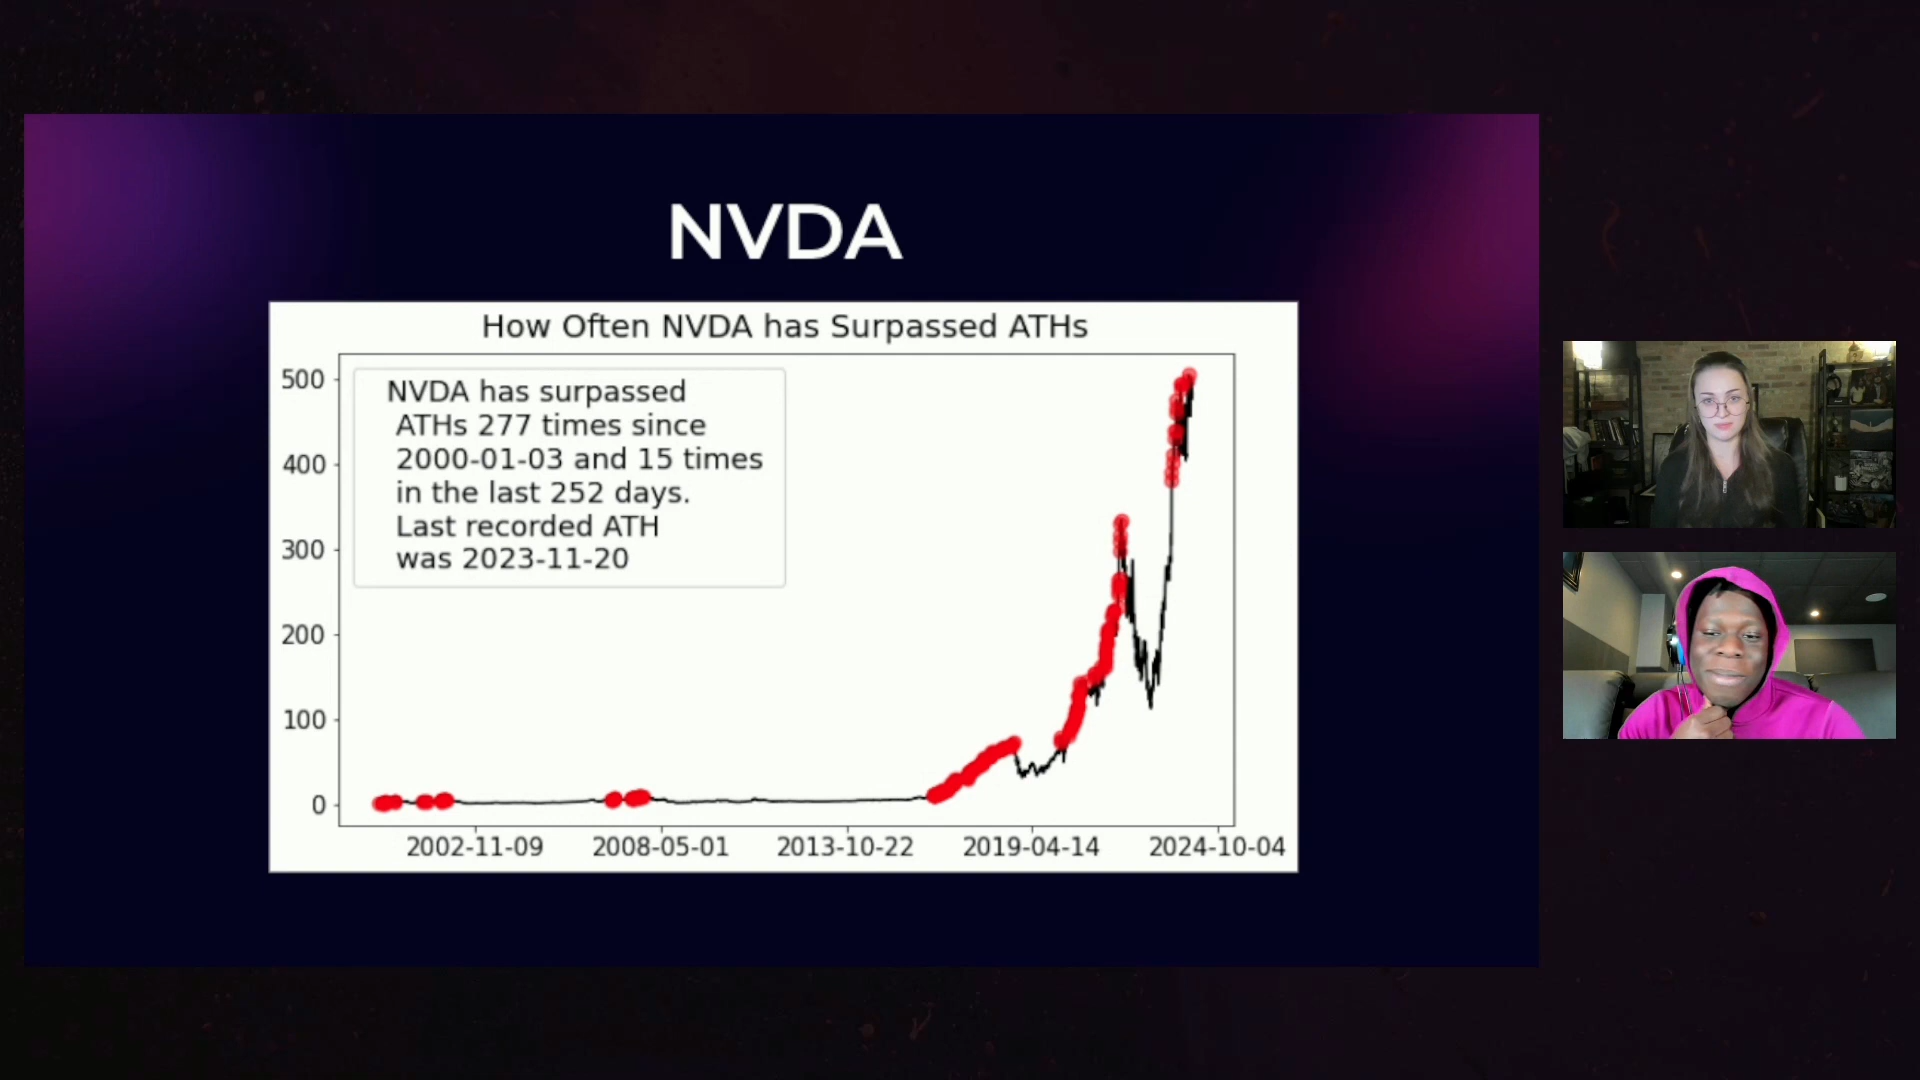 NVDA
How Often NVDA has Surpassed ATHs
500
400
300
200
100
0
NVDA has surpassed
ATHs 277 times since
2000-01-03 and 15 times
in the last 252 days.
Last recorded ATH
was 2023-11-20
2002-11-09 2008-05-01 2013-10-22 2019-04-14 2024-10-04